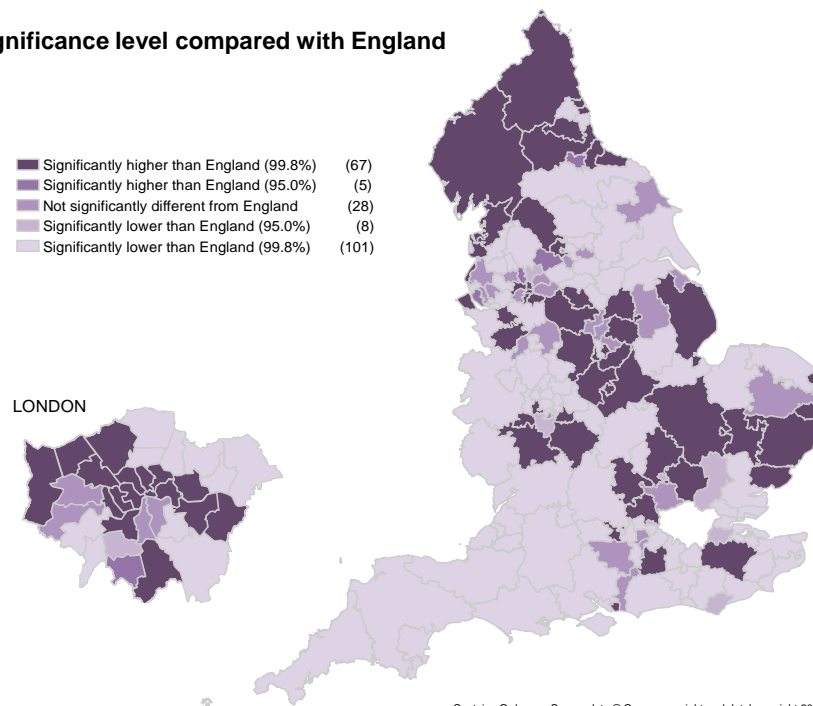 gnificance level compared with England
Significantly higher than England (99.8%) (67)
Significantly higher than England (95.0%) (5)
Not significantly different from England (28)
Significantly lower than England (95.0%) (8)
Significantly lower than England (99.8%) (101)
LONDON